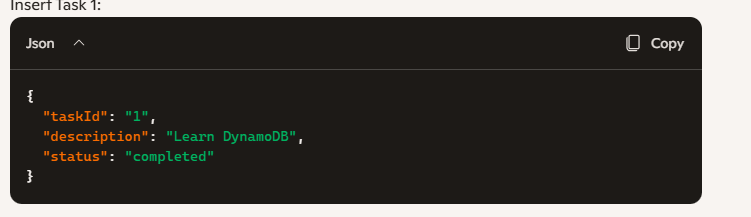 Insert Task 1:
Json
Copy
{
"taskId": "1",
"description": "Learn DynamoDB",
"status": "completed"
}